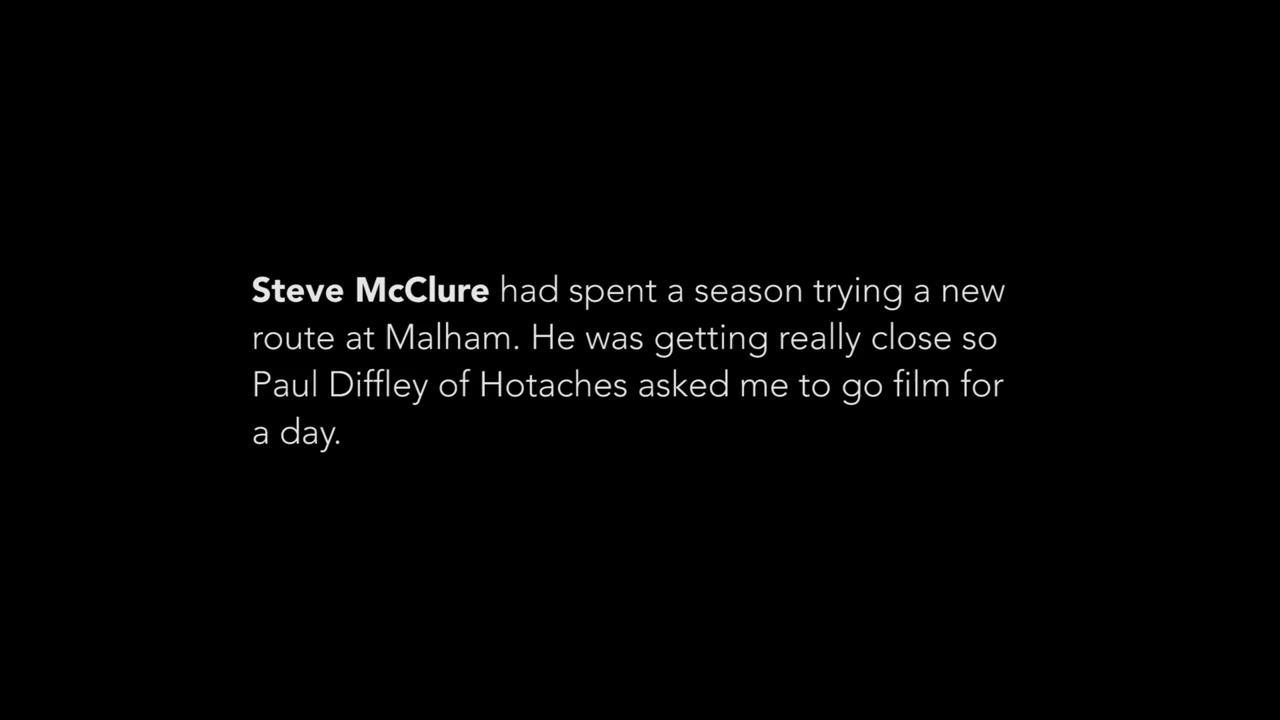 Steve McClure had spent a season trying a new
route at Malham. He was getting really close so
Paul Diffley of Hotaches asked me to go film for
a day.